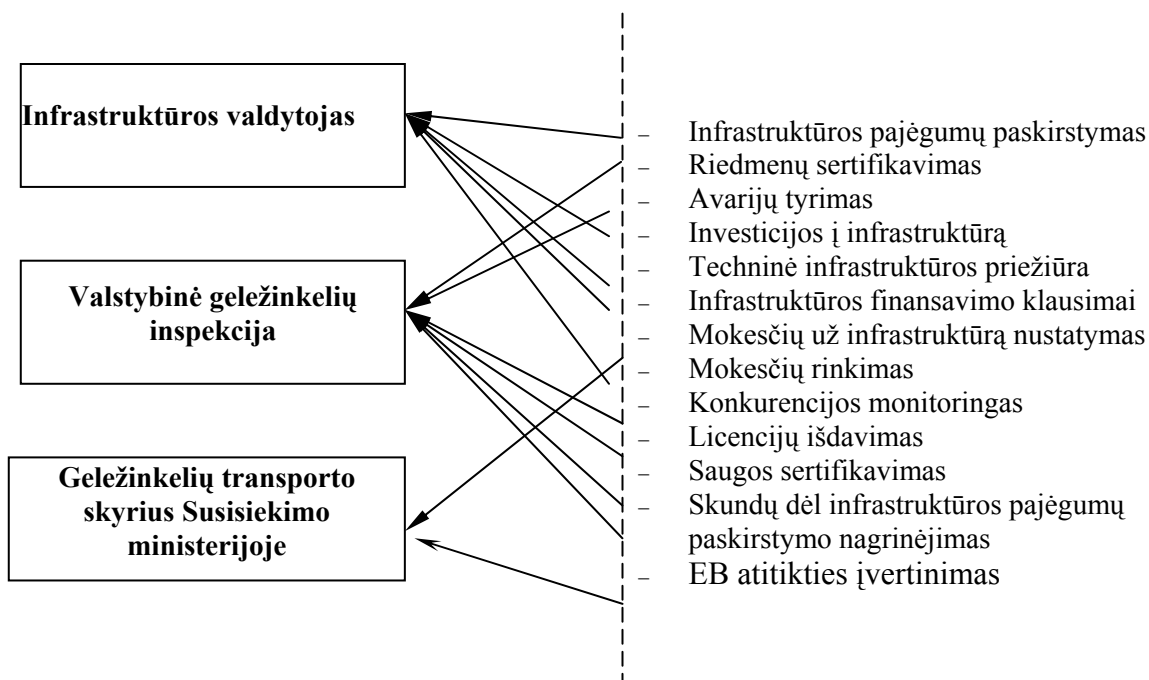 Infrastruktūros valdytojas
Valstybinė geležinkelių
inspekcija
Geležinkelių transporto
skyrius Susisiekimo
ministerijoje
– Infrastruktūros pajėgumų paskirstymas
– Riedmenų sertifikavimas
– Avarijų tyrimas
– Investicijos į infrastruktūrą
– Techninė infrastruktūros priežiūra
– Infrastruktūros finansavimo klausimai
– Mokesčių už infrastruktūrą nustatymas
– Mokesčių rinkimas
– Konkurencijos monitoringas
– Licencijų išdavimas
– Saugos sertifikavimas
– Skundų dėl infrastruktūros pajėgumų
paskirstymo nagrinėjimas
– EB atitikties įvertinimas